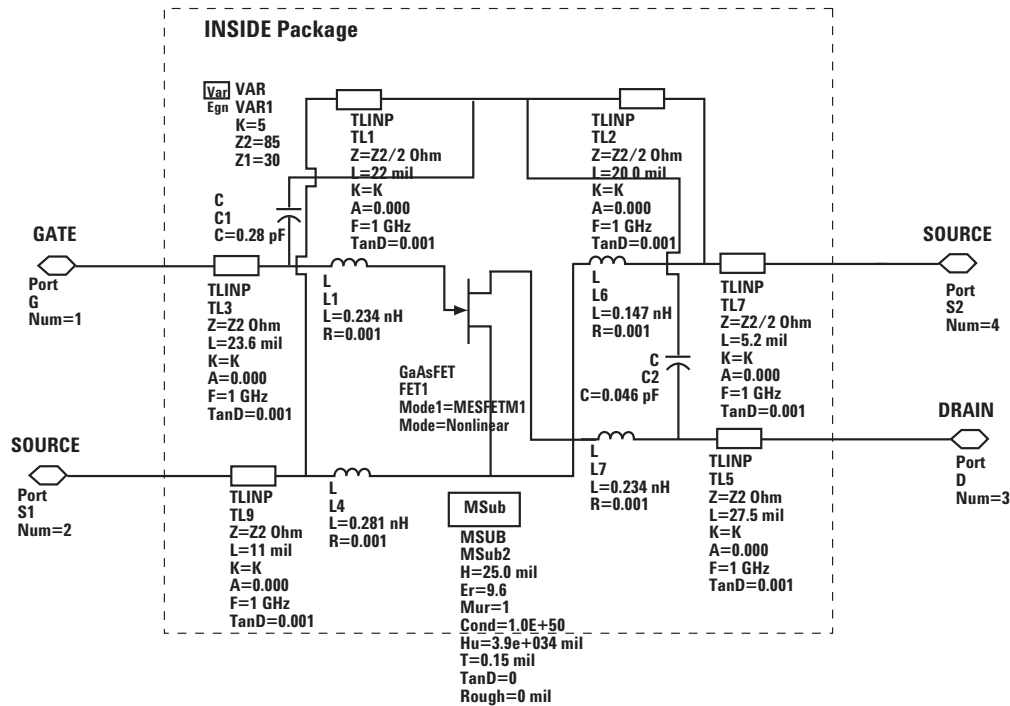 INSIDE Package
Var
Egn
VAR
VAR1
K=5
Z2=85
Z1=30
TLINP
TL1
Z=Z2/2 Ohm
L=22 mil
K=K
A=0.000
F=1 GHz
TanD=0.001
TLINP
TL2
Z=Z2/2 Ohm
L=20 0 mil
K=K
A=0.000
F=1 GHz
TanD=0.001
C
C1
C=0.28 pF
GATE
Port
G
Num=1
TLINP
TL3
Z=Z2 Ohm
L=23.6 mil
K=K
A=0.000
F=1 GHz
TanD=0.001
L
L1
L=0.234 nH
R=0.001
GaAsFET
FET1
Mode1=MESFETM1
Mode=Nonlinear
L
L6
L=0.147 nH
R=0.001
C
C2
C=0.046 pF
TLINP
TL7
Z=Z2/2 Ohm
L=5.2 mil
K=K
A=0.000
F=1 GHz
TanD=0.001
SOURCE
Port
S2
Num=4
SOURCE
Port
S1
Num=2
TLINP
TL9
Z=Z2 Ohm
L=11 mil
K=K
A=0.000
F=1 GHz
TanD=0.001
L
L4
L=0.281 nH
R=0.001
MSub
MSUB
MSub2
H=25.0 mil
Er=9.6
Mur=1
Cond=1.0E+50
Hu=3.9e+034 mil
T=0.15 mil
TanD=0
Rough=0 mil
L
L7
L=0.234 nH
R=0.001
TLINP
TL5
Z=Z2 Ohm
L=27.5 mil
K=K
A=0.000
F=1 GHz
TanD=0.001
DRAIN
Port
D
Num=3